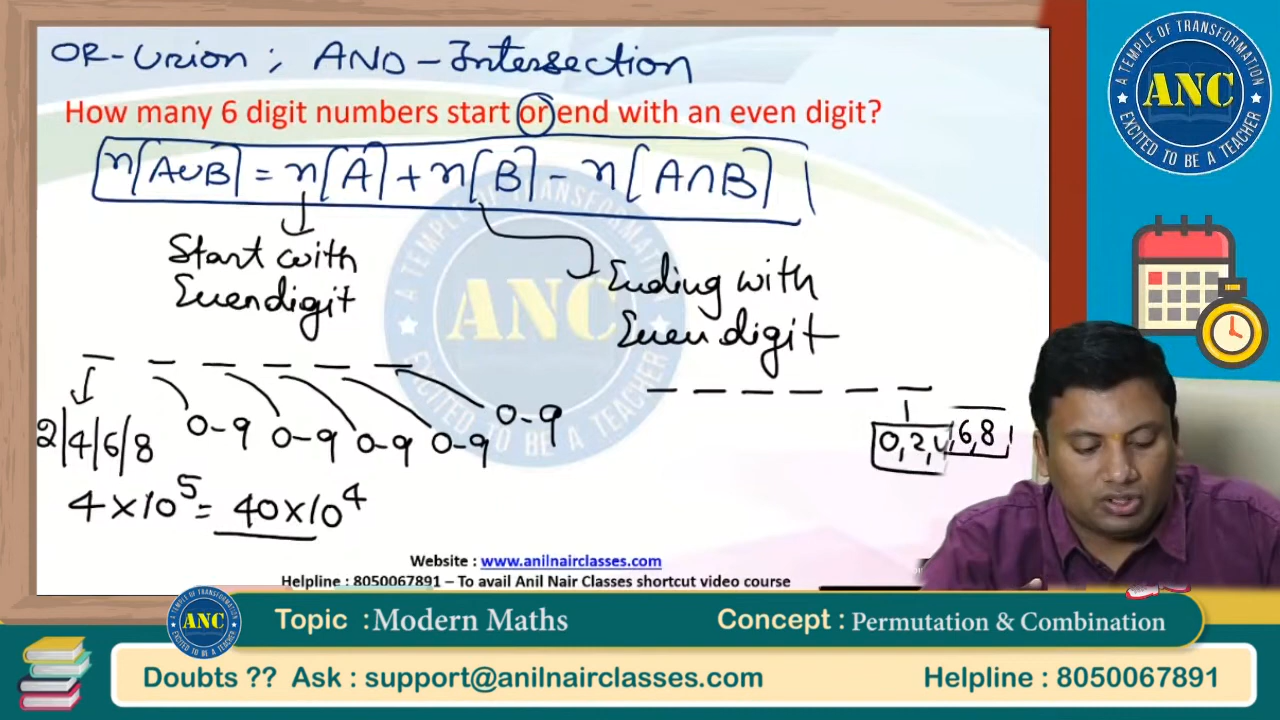 OR-Union ; AND-Intersection
How many 6 digit numbers start or end with an even digit?
n[A∪B] = n[A] + n[B] - n[A∩B]
Start with
Even digit
Ending with
Even digit
2/4/6/8 0-9 0-9 0-9 0-9 0-9
0,2,4,6,8
4×10⁵ = 40×10⁴
Website : www.anilnairclasses.com
Helpline : 8050067891 – To avail Anil Nair Classes shortcut video course
A TEMPLE OF TRANSFORMATION
ANC
EXCITED TO BE A TEACHER
ANC
ANC
Topic : Modern Maths Concept : Permutation & Combination
Doubts ?? Ask : support@anilnairclasses.com Helpline : 8050067891